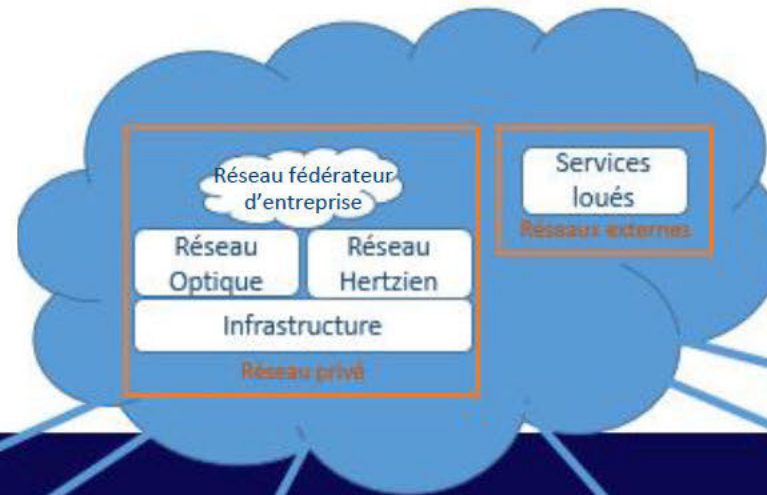 Réseau fédérateur
d'entreprise
Réseau
Optique
Réseau
Hertzien
Infrastructure
Réseau privé
Services
loués
Réseaux externes